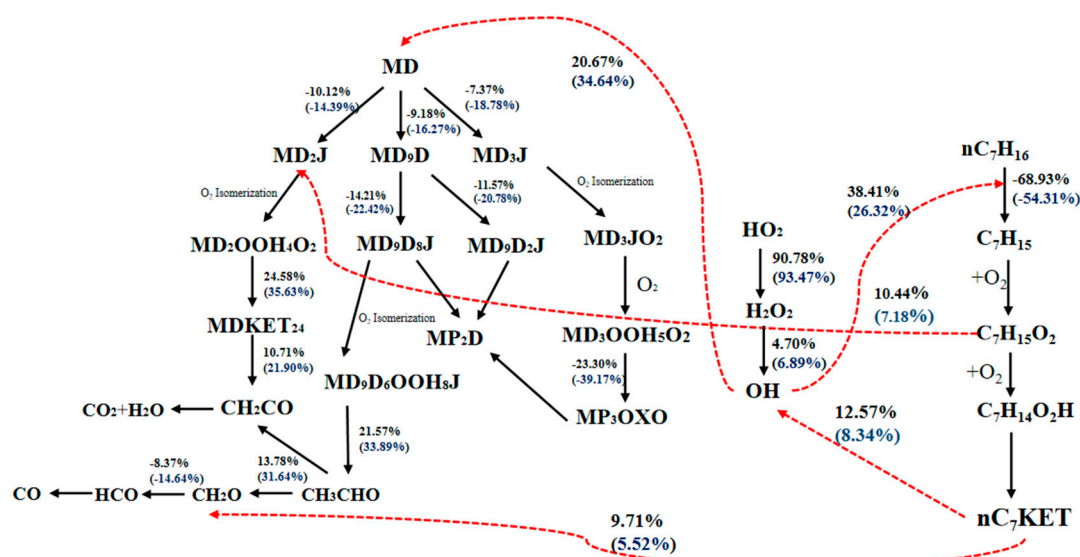 MD
20.67%
(34.64%)
-10.12%
(-14.39%)
-9.18%
(-16.27%)
-7.37%
(-18.78%)
MD₂J
MD₉D
MD₃J
nC₇H₁₆
O₂ Isomerization
-14.21%
(-22.42%)
-11.57%
(-20.78%)
O₂ Isomerization
38.41%
(26.32%)
-68.93%
(-54.31%)
MD₂OOH₄O₂
MD₉D₈J
MD₉D₂J
MD₃JO₂
HO₂
C₇H₁₅
24.58%
(35.63%)
O₂
90.78%
(93.47%)
+O₂
MDKET₂₄
O₂ Isomerization
MP₂D
MD₃OOH₅O₂
H₂O₂
10.44%
(7.18%)
C₇H₁₅O₂
10.71%
(21.90%)
-23.30%
(-39.17%)
4.70%
(6.89%)
+O₂
MD₉D₆OOH₈J
OH
CO₂+H₂O
CH₂CO
MP₃OXO
12.57%
(8.34%)
C₇H₁₄O₂H
21.57%
(33.89%)
-8.37%
(-14.64%)
13.78%
(31.64%)
CO
HCO
CH₂O
CH₃CHO
9.71%
(5.52%)
nC₇KET